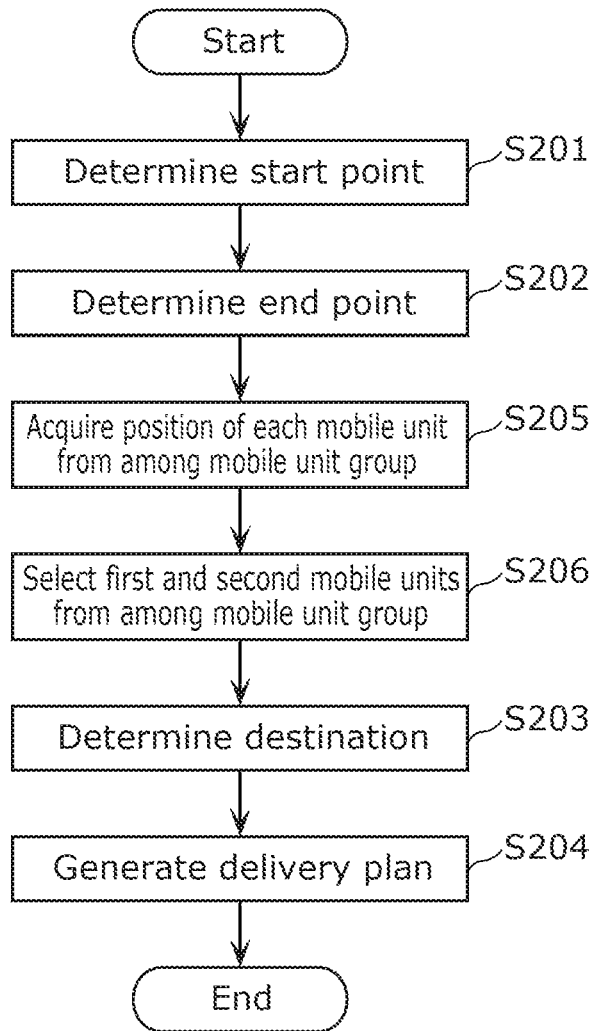 Start
Determine start point
S201
Determine end point
S202
Acquire position of each mobile unit
from among mobile unit group
S205
Select first and second mobile units
from among mobile unit group
S206
Determine destination
S203
Generate delivery plan
S204
End